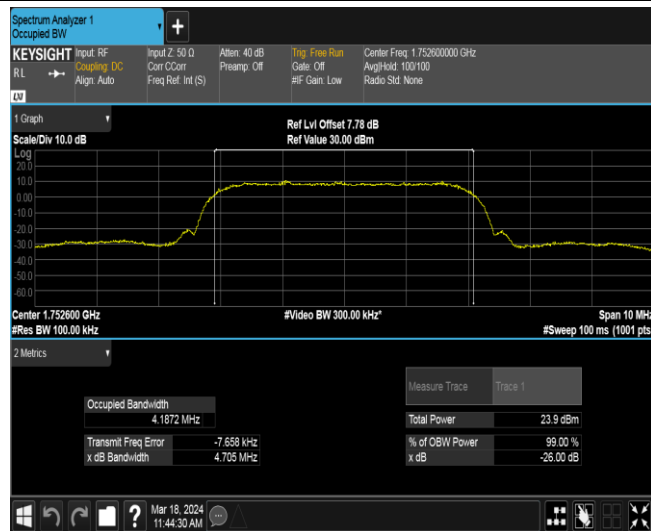 Spectrum Analyzer 1
Occupied BW
+
KEYSIGHT Input: RF Input Z: 50 Ω Atten: 40 dB Trig: Free Run Center Freq: 1.752600000 GHz
RL Coupling: DC Corr CCorr Preamp: Off Gate: Off Avg|Hold: 100/100
Align: Auto Freq Ref: Int (S) #IF Gain: Low Radio Std: None
LXI
1 Graph
Ref Lvl Offset 7.78 dB
Scale/Div 10.0 dB Ref Value 30.00 dBm
Log
20.0
10.0
0.00
-10.0
-20.0
-30.0
-40.0
-50.0
-60.0
Center 1.752600 GHz #Video BW 300.00 kHz* Span 10 MHz
#Res BW 100.00 kHz #Sweep 100 ms (1001 pts
2 Metrics
Measure Trace Trace 1
Occupied Bandwidth
4.1872 MHz Total Power 23.9 dBm
Transmit Freq Error -7.658 kHz % of OBW Power 99.00 %
x dB Bandwidth 4.705 MHz x dB -26.00 dB
? Mar 18, 2024
11:44:30 AM